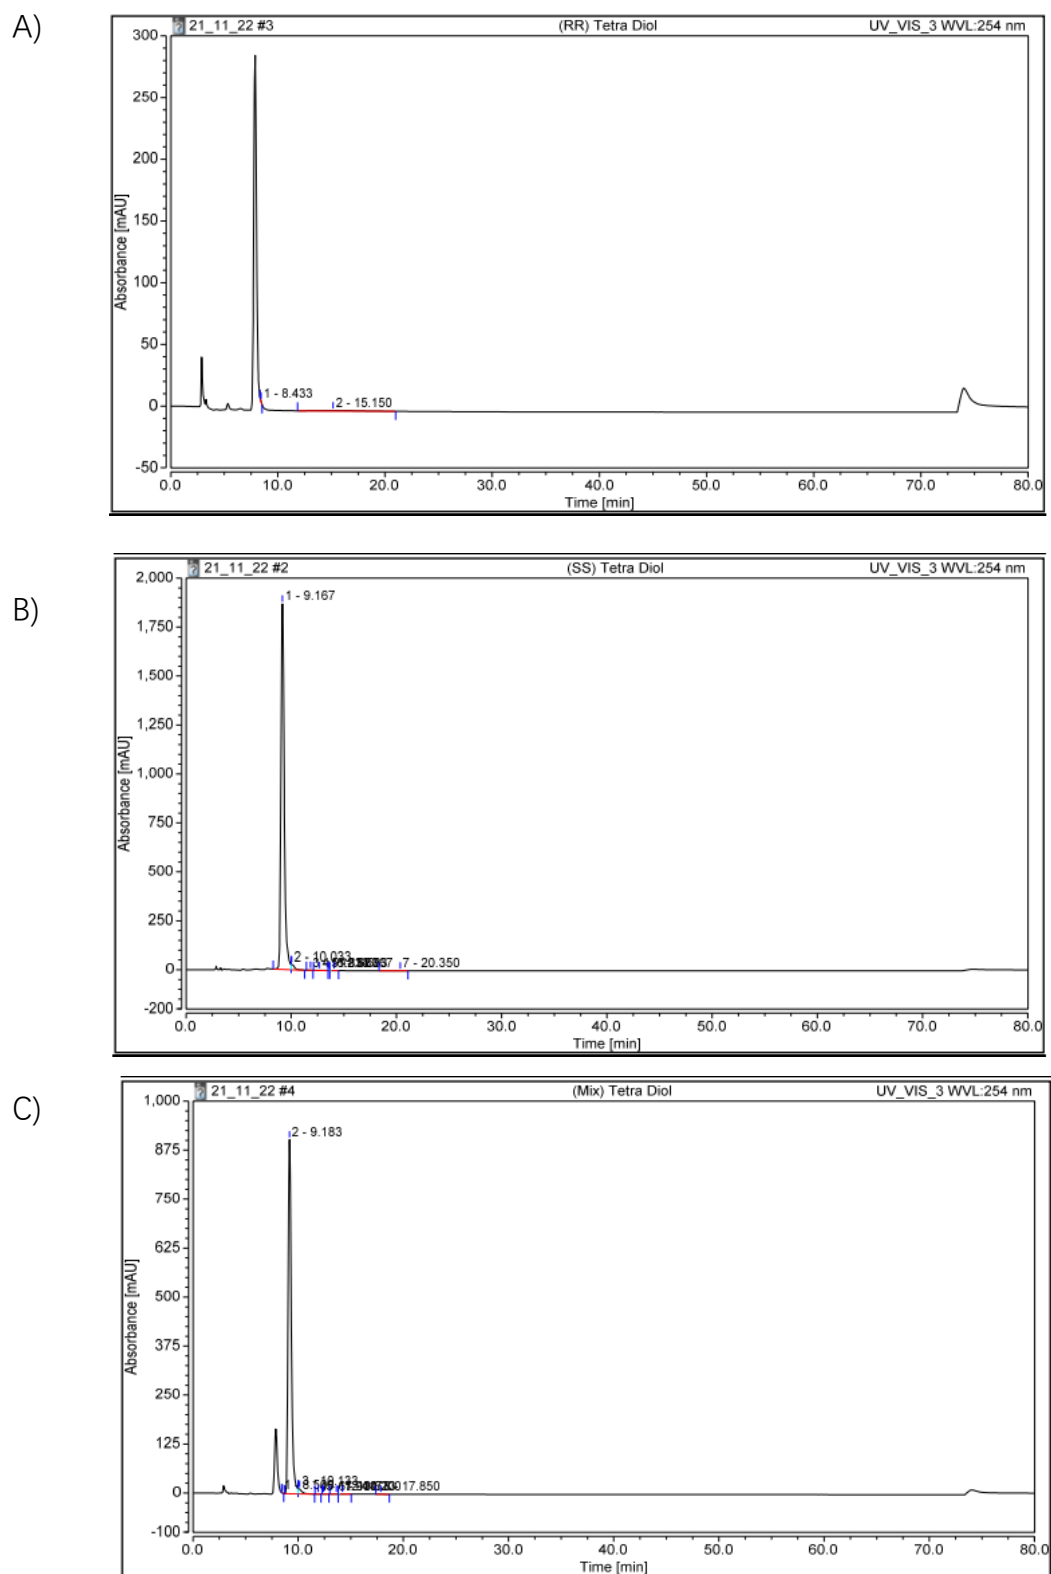 A)
21_11_22 #3 (RR) Tetra Diol UV_VIS_3 WVL:254 nm
300
250
200
150
100
50
0
-50
Absorbance [mAU]
1 - 8.433
2 - 15.150
0.0 10.0 20.0 30.0 40.0 50.0 60.0 70.0 80.0
Time [min]
B)
21_11_22 #2 (SS) Tetra Diol UV_VIS_3 WVL:254 nm
2,000
1,750
1,500
1,250
1,000
750
500
250
0
-200
Absorbance [mAU]
1 - 9.167
2 - 10.033
7 - 20.350
0.0 10.0 20.0 30.0 40.0 50.0 60.0 70.0 80.0
Time [min]
C)
21_11_22 #4 (Mix) Tetra Diol UV_VIS_3 WVL:254 nm
1,000
875
750
625
500
375
250
125
0
-100
Absorbance [mAU]
2 - 9.183
3 - 10.133
17.850
0.0 10.0 20.0 30.0 40.0 50.0 60.0 70.0 80.0
Time [min]